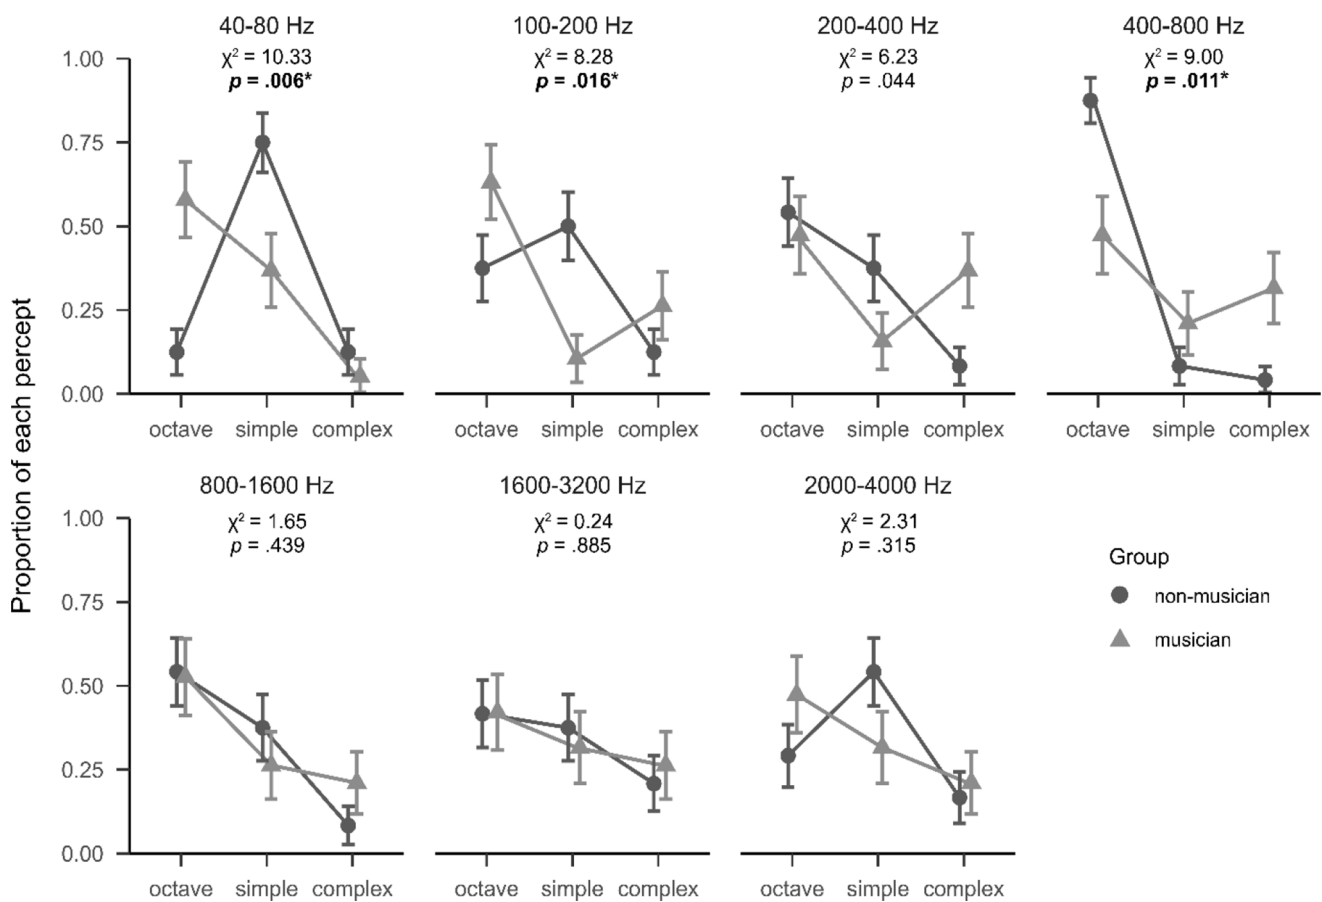 40-80 Hz
χ² = 10.33
p = .006*
100-200 Hz
χ² = 8.28
p = .016*
200-400 Hz
χ² = 6.23
p = .044
400-800 Hz
χ² = 9.00
p = .011*
1.00
0.75
0.50
0.25
0.00
octave simple complex
octave simple complex
octave simple complex
octave simple complex
Proportion of each percept
800-1600 Hz
χ² = 1.65
p = .439
1600-3200 Hz
χ² = 0.24
p = .885
2000-4000 Hz
χ² = 2.31
p = .315
1.00
0.75
0.50
0.25
0.00
octave simple complex
octave simple complex
octave simple complex
Group
non-musician
musician